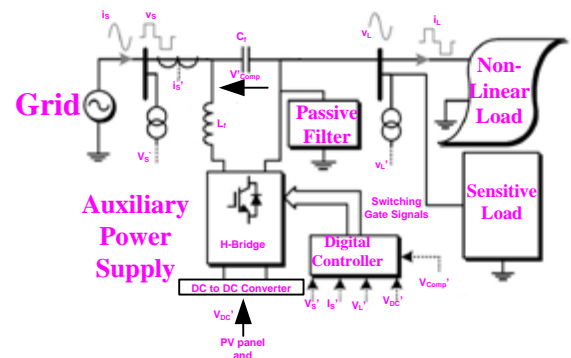 iS
vS
Cf
vL
iL
V'Comp
IS'
Grid
Lf
Passive
Filter
Non-
Linear
Load
VS'
vL'
Switching
Gate Signals
Sensitive
Load
Auxiliary
Power
Supply
H-Bridge
Digital
Controller
VComp'
DC to DC Converter
VS' IS' VL' VDC'
VDC'
PV panel
and